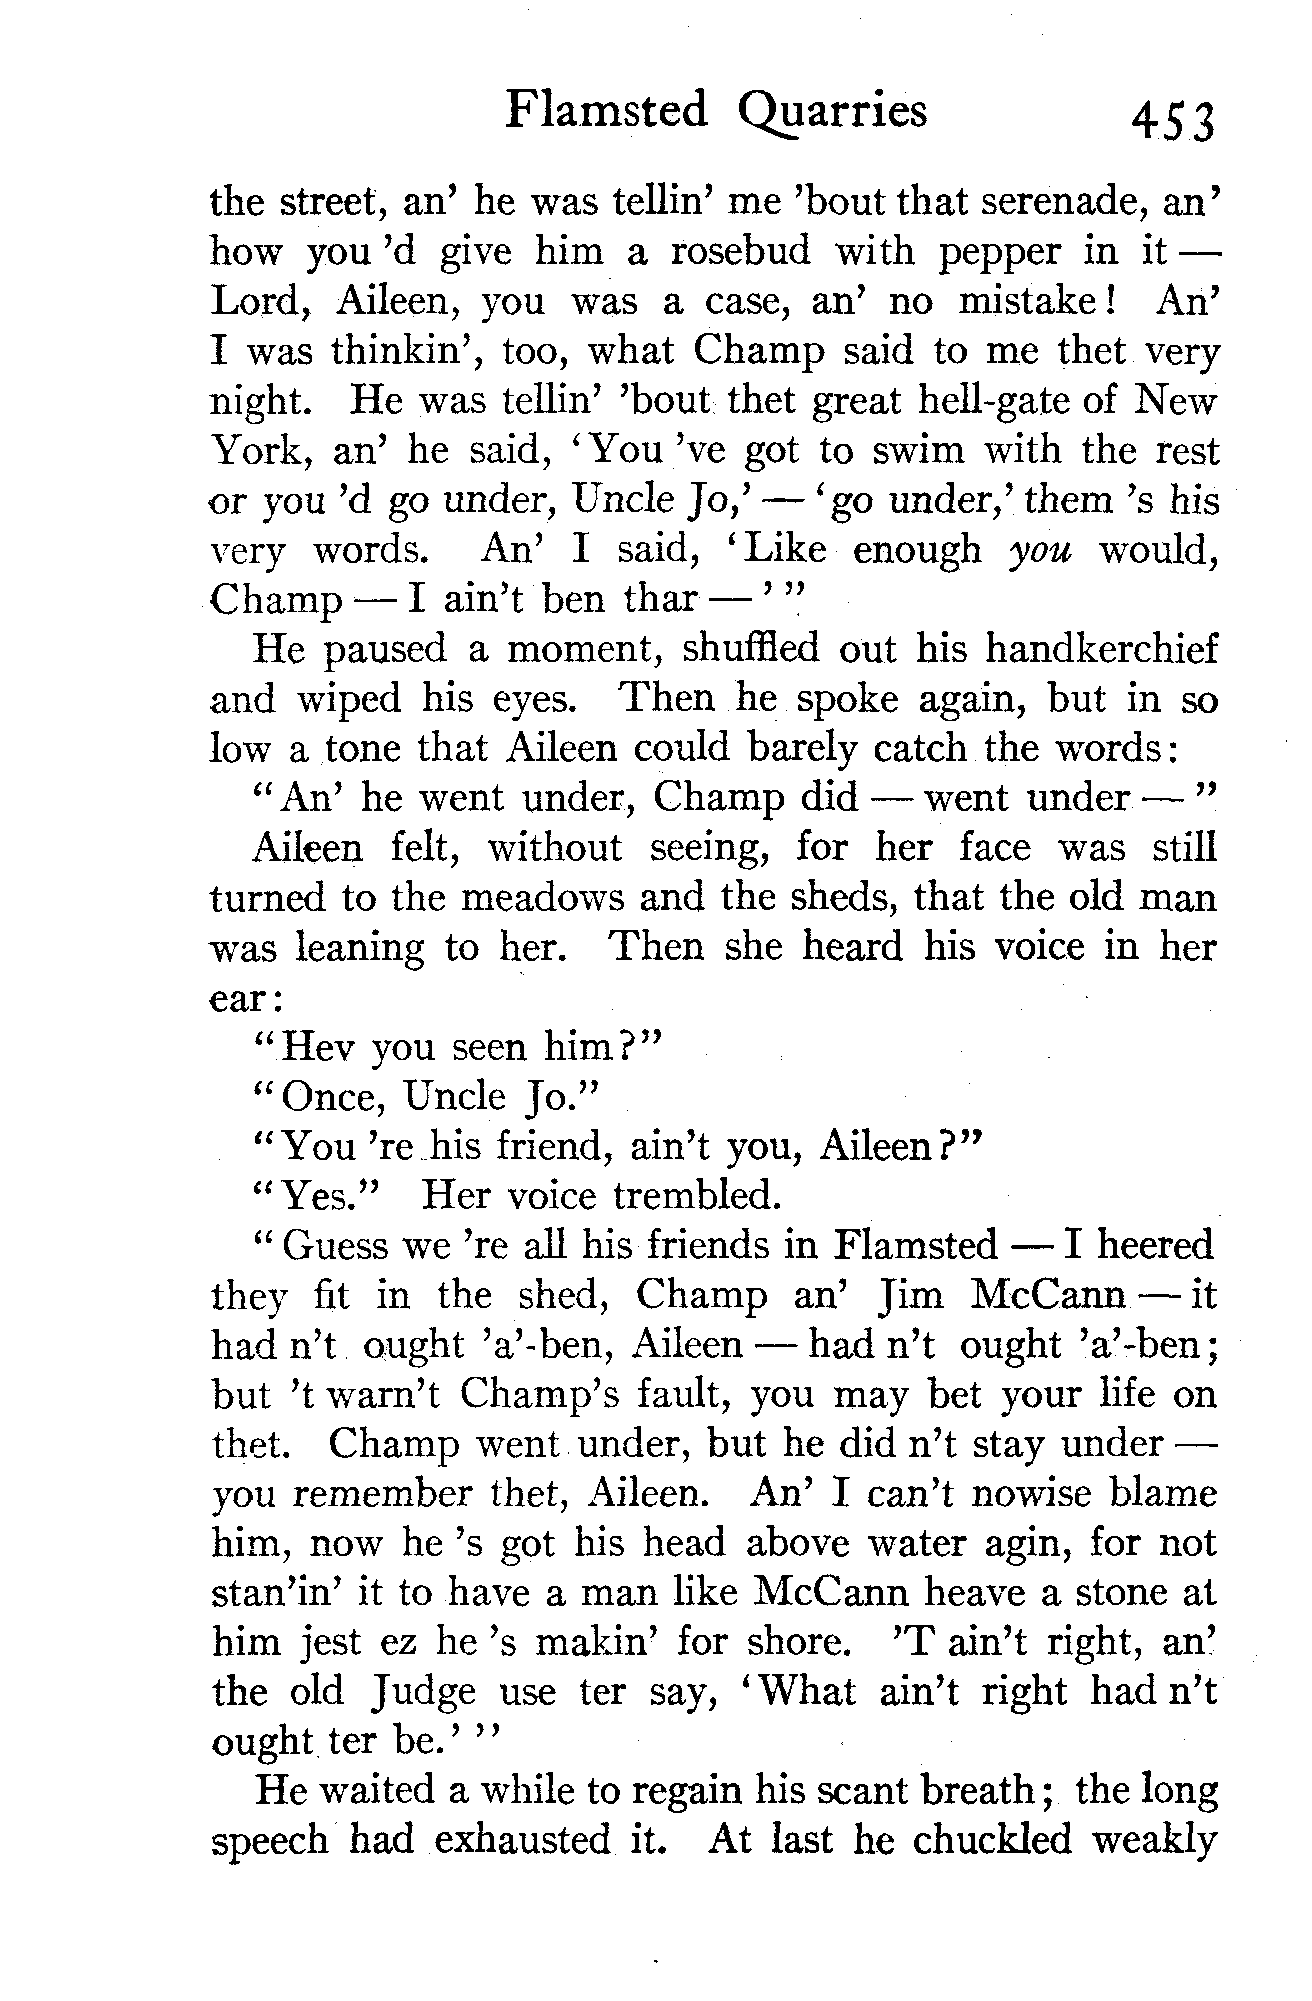 Flamsted Quarries 453
the street, an' he was tellin' me 'bout that serenade, an'
how you 'd give him a rosebud with pepper in it —
Lord, Aileen, you was a case, an' no mistake! An'
I was thinkin', too, what Champ said to me thet very
night. He was tellin' 'bout thet great hell-gate of New
York, an' he said, 'You 've got to swim with the rest
or you 'd go under, Uncle Jo,' — 'go under,' them 's his
very words. An' I said, 'Like enough you would,
Champ — I ain't ben thar — ' "
He paused a moment, shuffled out his handkerchief
and wiped his eyes. Then he spoke again, but in so
low a tone that Aileen could barely catch the words:
"An' he went under, Champ did — went under — "
Aileen felt, without seeing, for her face was still
turned to the meadows and the sheds, that the old man
was leaning to her. Then she heard his voice in her
ear:
"Hev you seen him?"
"Once, Uncle Jo."
"You 're his friend, ain't you, Aileen?"
"Yes." Her voice trembled.
"Guess we 're all his friends in Flamsted — I heered
they fit in the shed, Champ an' Jim McCann — it
had n't ought 'a'-ben, Aileen — had n't ought 'a'-ben;
but 't warn't Champ's fault, you may bet your life on
thet. Champ went under, but he did n't stay under —
you remember thet, Aileen. An' I can't nowise blame
him, now he 's got his head above water agin, for not
stan'in' it to have a man like McCann heave a stone at
him jest ez he 's makin' for shore. 'T ain't right, an'
the old Judge use ter say, 'What ain't right had n't
ought ter be.' "
He waited a while to regain his scant breath; the long
speech had exhausted it. At last he chuckled weakly